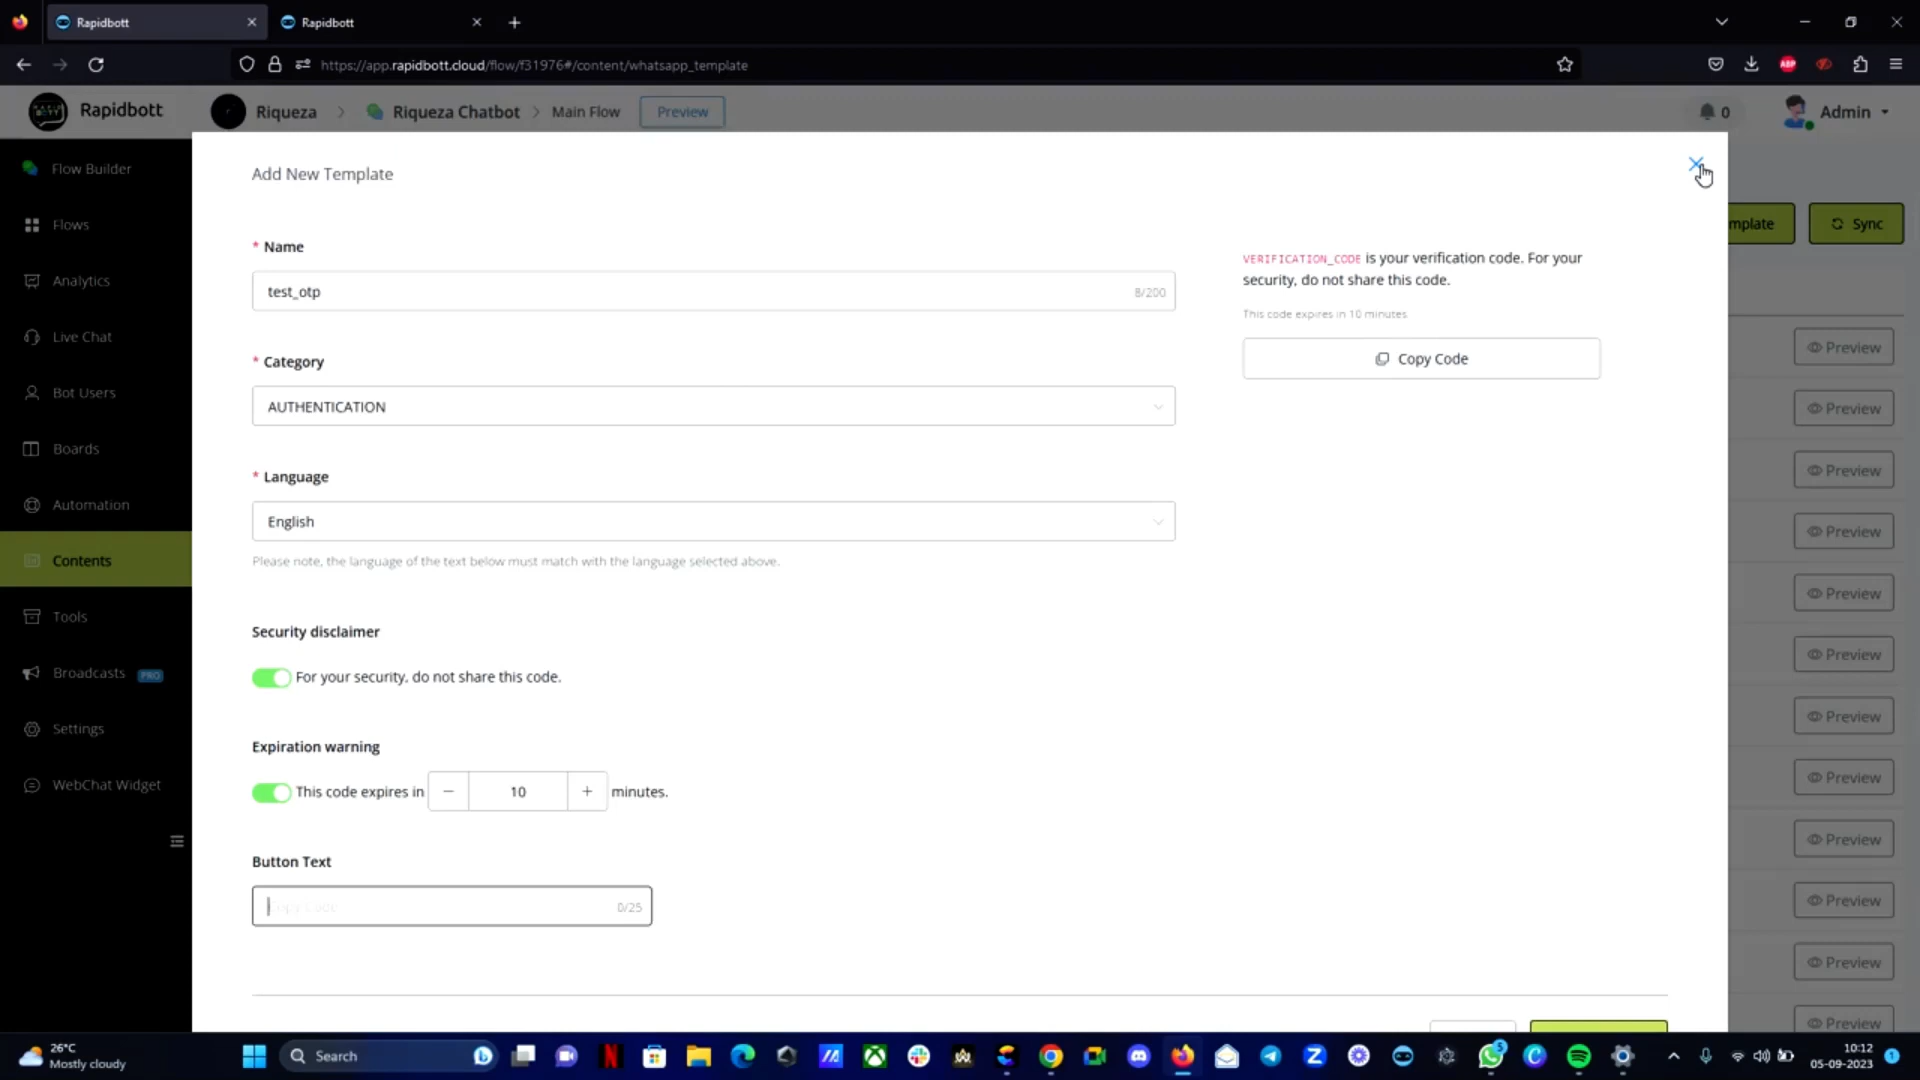 Rapidbott
Rapidbott
https://app.rapidbott.cloud/flow/f31976#/content/whatsapp_template
ABP
Rapidbott
Riqueza
Riqueza Chatbot
Main Flow
Preview
0
Admin
Flow Builder
Flows
Analytics
Live Chat
Bot Users
Boards
Automation
Contents
Tools
Broadcasts PRO
Settings
WebChat Widget
Add New Template
* Name
test_otp
8/200
* Category
AUTHENTICATION
* Language
English
Please note, the language of the text below must match with the language selected above.
Security disclaimer
For your security, do not share this code.
Expiration warning
This code expires in - 10 + minutes.
Button Text
Copy Code
0/25
VERIFICATION_CODE is your verification code. For your
security, do not share this code.
This code expires in 10 minutes
Copy Code
mplate
Sync
Preview
Preview
Preview
Preview
Preview
Preview
Preview
Preview
Preview
Preview
Preview
Preview
26°C
Mostly cloudy
Search
5
10:12
05-09-2023
1